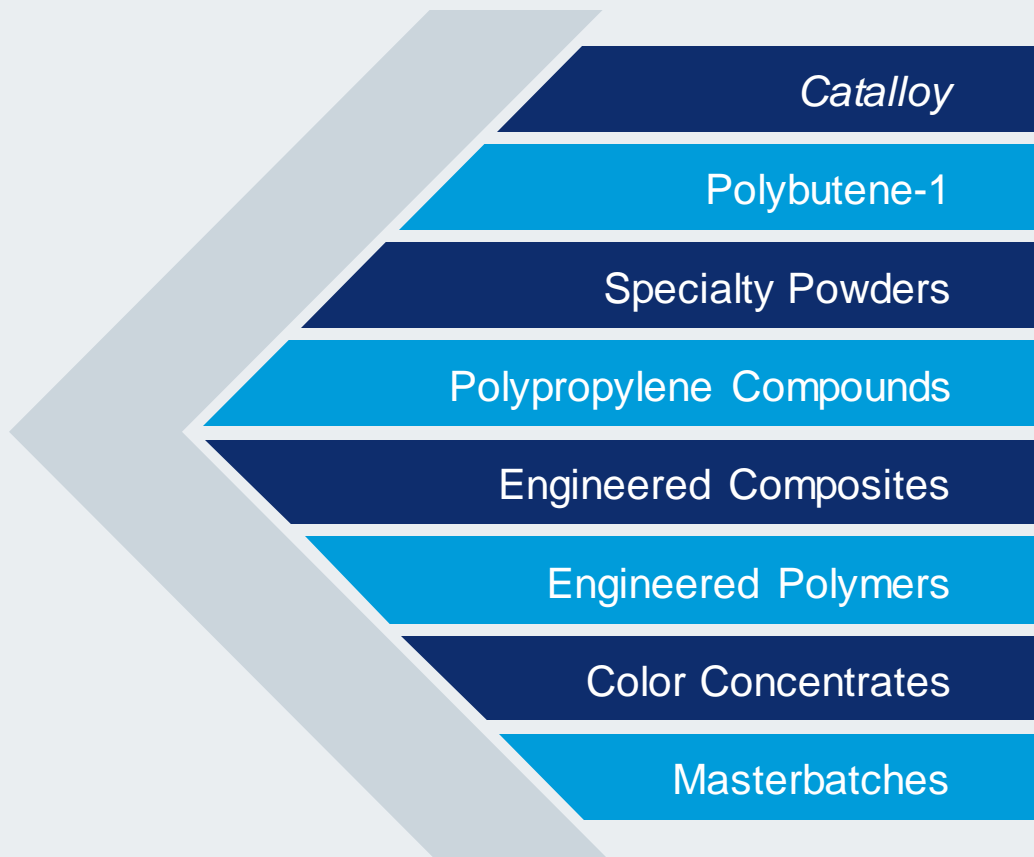 Catalloy
Polybutene-1
Specialty Powders
Polypropylene Compounds
Engineered Composites
Engineered Polymers
Color Concentrates
Masterbatches